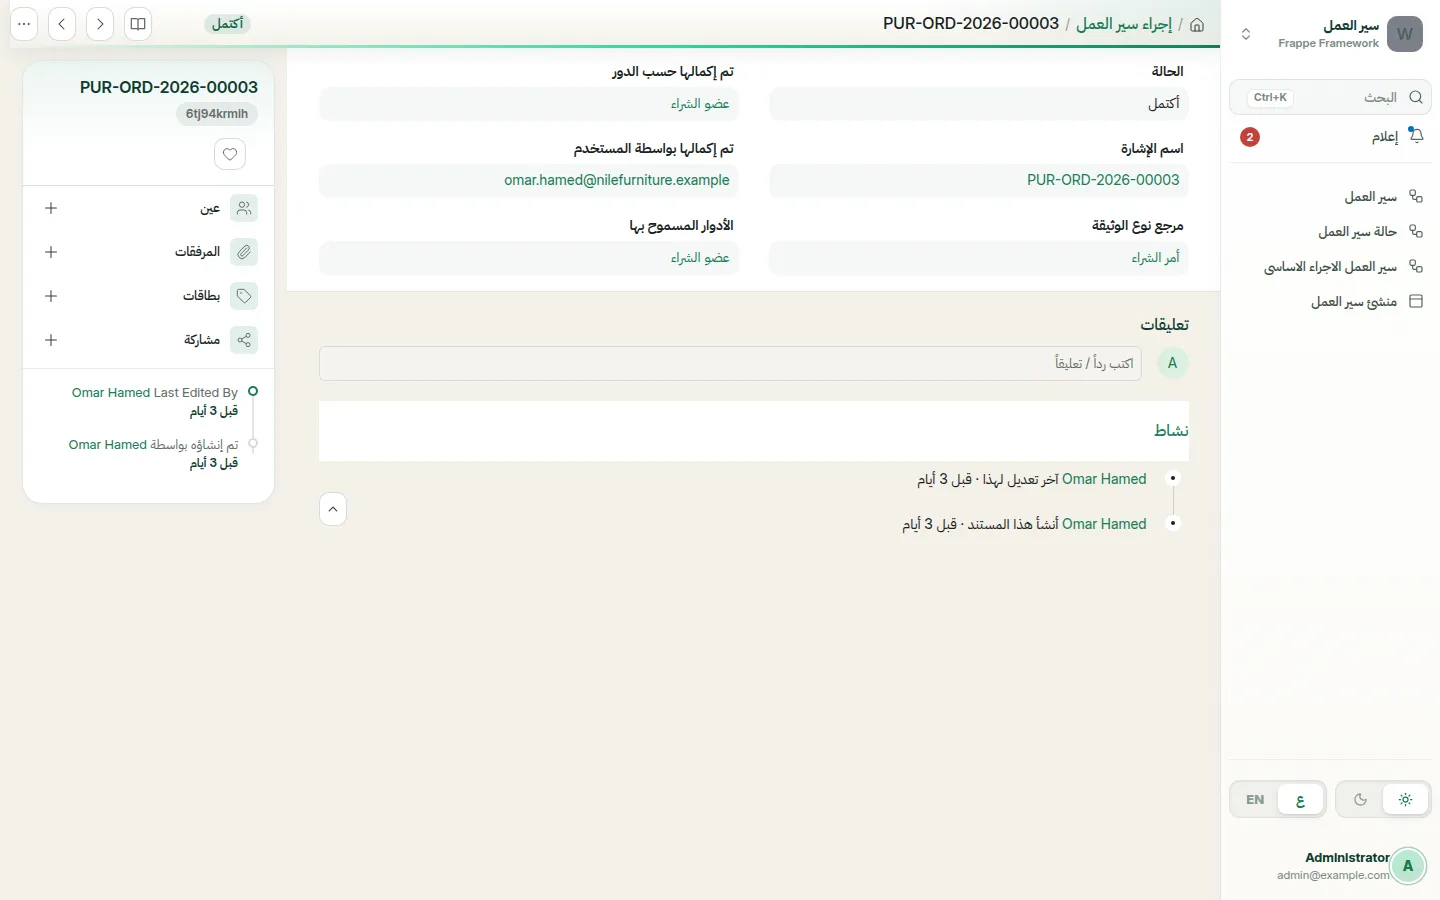 W
سير العمل
Frappe Framework
البحث
Ctrl+K
إعلام
2
سير العمل
حالة سير العمل
سير العمل الاجراء الاساسى
منشئ سير العمل
ع
EN
A
Administrator
admin@example.com
/ إجراء سير العمل / PUR-ORD-2026-00003
أكتمل
الحالة
أكتمل
اسم الإشارة
PUR-ORD-2026-00003
مرجع نوع الوثيقة
أمر الشراء
تم إكمالها حسب الدور
عضو الشراء
تم إكمالها بواسطة المستخدم
omar.hamed@nilefurniture.example
الأدوار المسموح بها
عضو الشراء
تعليقات
A
اكتب رداً / تعليقاً
نشاط
Omar Hamed آخر تعديل لهذا · قبل 3 أيام
Omar Hamed أنشأ هذا المستند · قبل 3 أيام
PUR-ORD-2026-00003
6tj94krmlh
عين
المرفقات
بطاقات
مشاركة
Omar Hamed Last Edited By
قبل 3 أيام
تم إنشاؤه بواسطة Omar Hamed
قبل 3 أيام